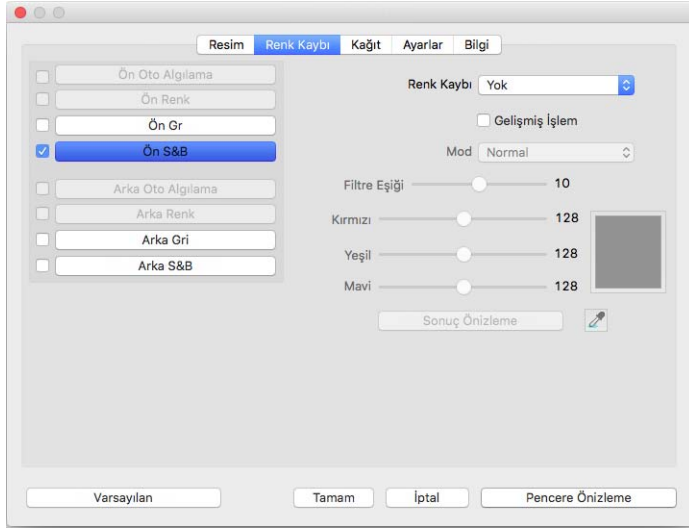 Resim Renk Kaybı Kağıt Ayarlar Bilgi
Ön Oto Algılama
Ön Renk
Ön Gr
Ön S&B
Arka Oto Algılama
Arka Renk
Arka Gri
Arka S&B
Renk Kaybı Yok
Gelişmiş İşlem
Mod Normal
Filtre Eşiği 10
Kırmızı 128
Yeşil 128
Mavi 128
Sonuç Önizleme
Varsayılan Tamam İptal Pencere Önizleme